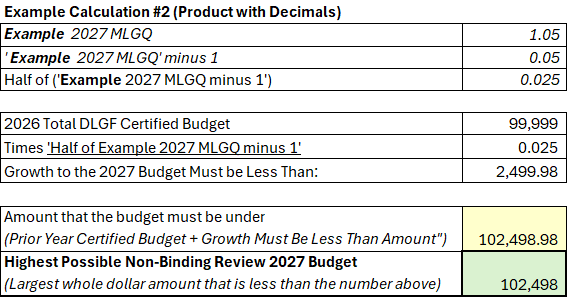 Example Calculation #2 (Product with Decimals)
Example 2027 MLGQ 1.05
'Example 2027 MLGQ' minus 1 0.05
Half of ('Example 2027 MLGQ minus 1') 0.025
2026 Total DLGF Certified Budget 99,999
Times 'Half of Example 2027 MLGQ minus 1' 0.025
Growth to the 2027 Budget Must be Less Than: 2,499.98
Amount that the budget must be under
(Prior Year Certified Budget + Growth Must Be Less Than Amount") 102,498.98
Highest Possible Non-Binding Review 2027 Budget
(Largest whole dollar amount that is less than the number above) 102,498